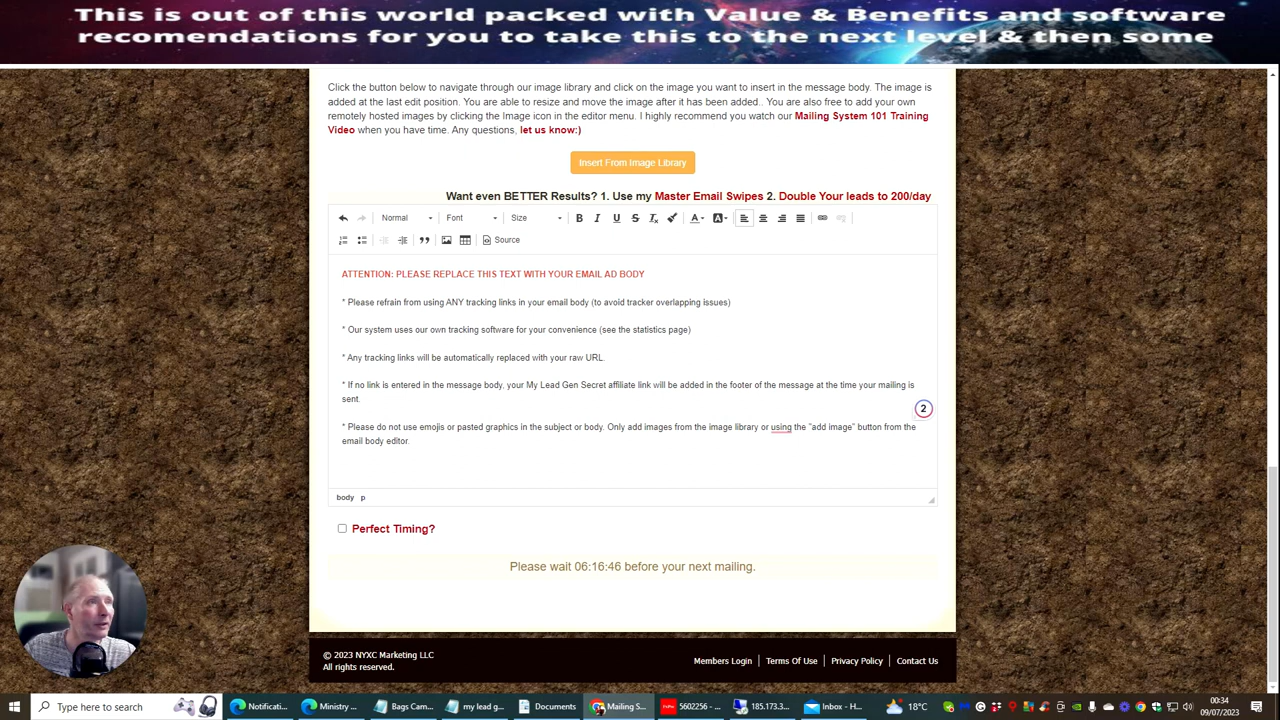 This is out of this world packed with Value & Benefits and software
recomendations for you to take this to the next level & then some
Click the button below to navigate through our image library and click on the image you want to insert in the message body. The image is
added at the last edit position. You are able to resize and move the image after it has been added.. You are also free to add your own
remotely hosted images by clicking the Image icon in the editor menu. I highly recommend you watch our Mailing System 101 Training
Video when you have time. Any questions, let us know:)
Insert From Image Library
Want even BETTER Results? 1. Use my Master Email Swipes 2. Double Your leads to 200/day
Normal Font Size B I U S Tx A A
Source
ATTENTION: PLEASE REPLACE THIS TEXT WITH YOUR EMAIL AD BODY
* Please refrain from using ANY tracking links in your email body (to avoid tracker overlapping issues)
* Our system uses our own tracking software for your convenience (see the statistics page)
* Any tracking links will be automatically replaced with your raw URL.
* If no link is entered in the message body, your My Lead Gen Secret affiliate link will be added in the footer of the message at the time your mailing is
sent.
2
* Please do not use emojis or pasted graphics in the subject or body. Only add images from the image library or using the "add image" button from the
email body editor.
body p
Perfect Timing?
Please wait 06:16:46 before your next mailing.
© 2023 NYXC Marketing LLC
All rights reserved.
Members Login Terms Of Use Privacy Policy Contact Us
Type here to search Notificati... Ministry ... Bags Cam... my lead g... Documents Mailing S... 5602256 - ... 185.173.3... Inbox - H... 18°C
00:34
09/07/2023